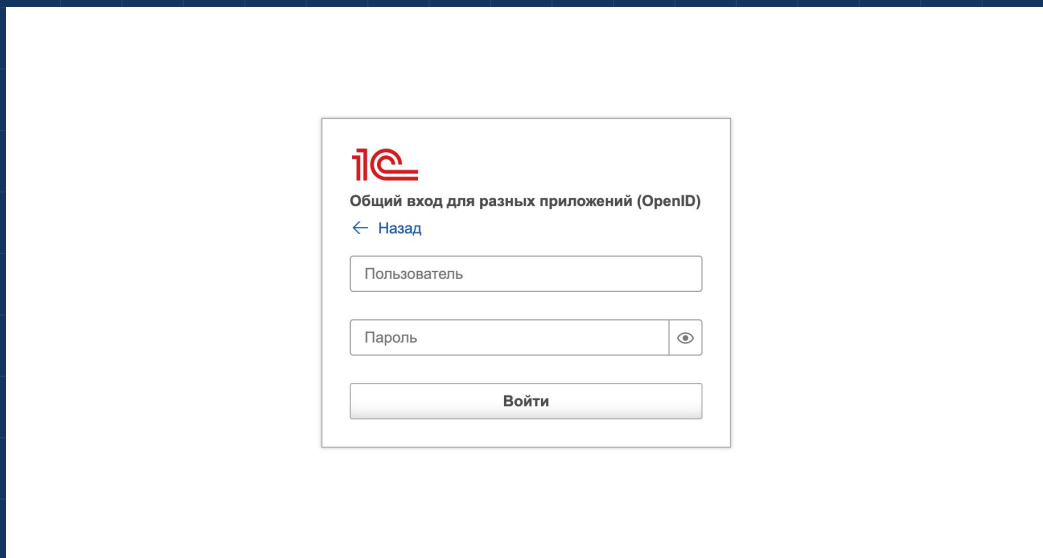 1С
Общий вход для разных приложений (OpenID)
← Назад
Пользователь
Пароль
Войти